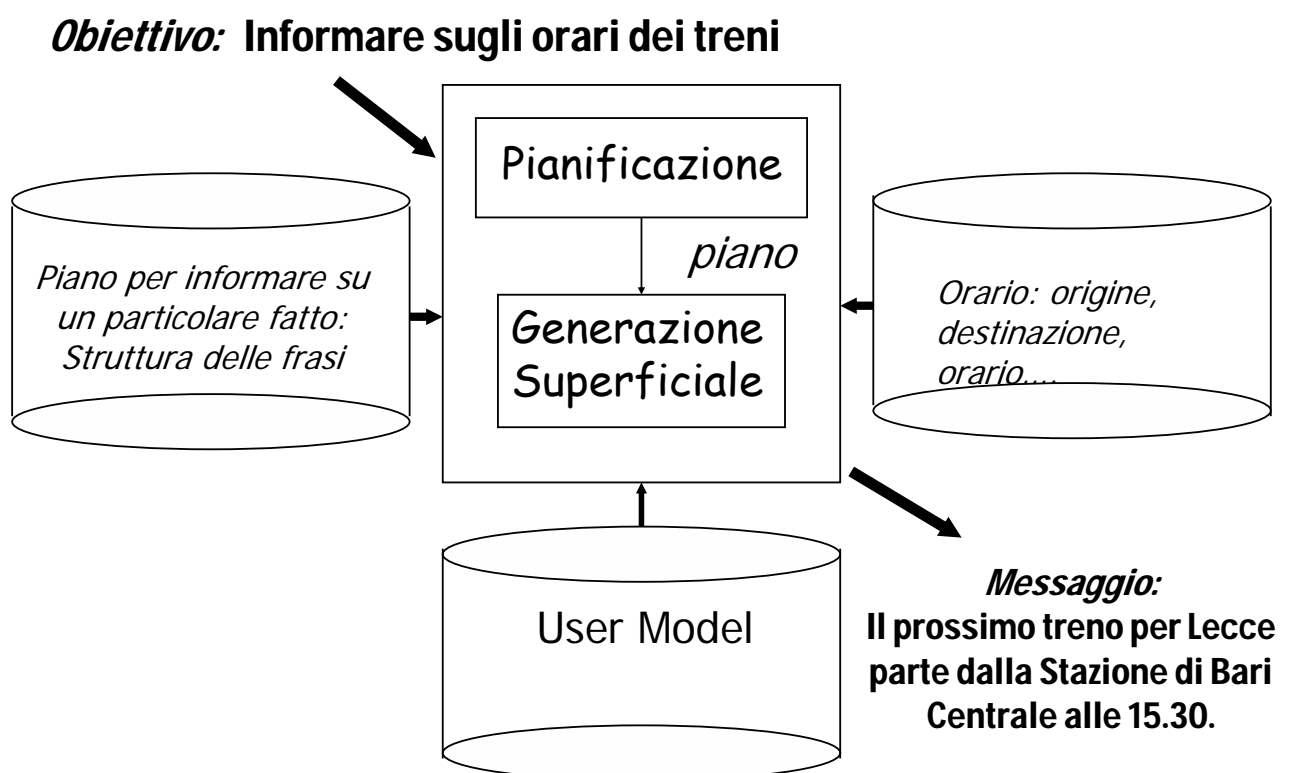 Obiettivo: Informare sugli orari dei treni
Pianificazione
piano
Generazione
Superficiale
Piano per informare su
un particolare fatto:
Struttura delle frasi
Orario: origine,
destinazione,
orario....
User Model
Messaggio:
Il prossimo treno per Lecce
parte dalla Stazione di Bari
Centrale alle 15.30.